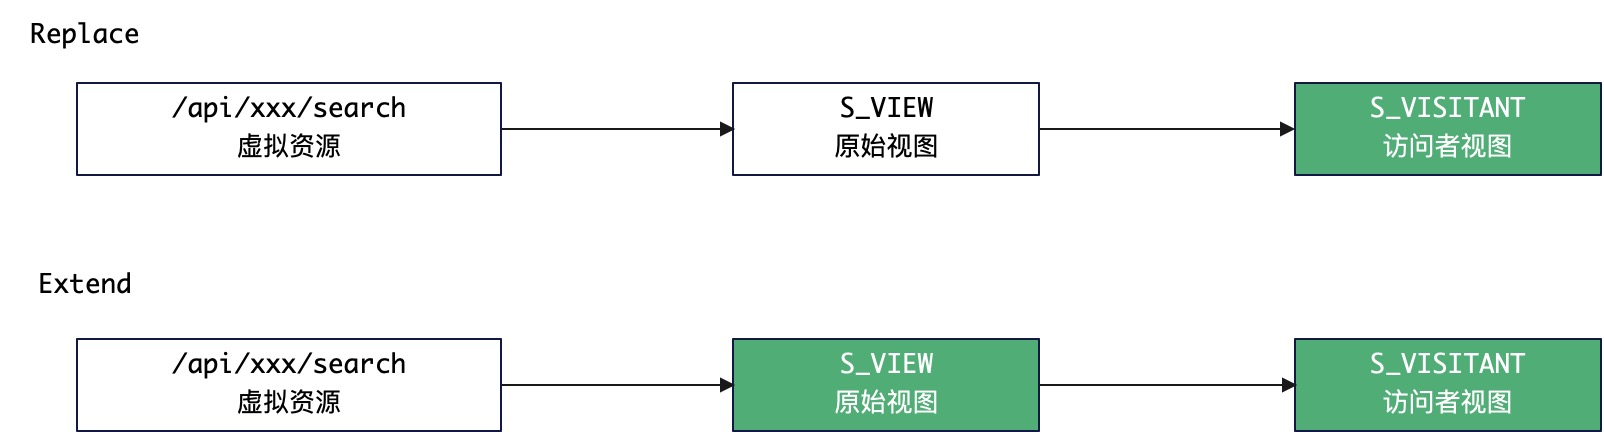 Replace
/api/xxx/search
虚拟资源
S_VIEW
原始视图
S_VISITANT
访问者视图
Extend
/api/xxx/search
虚拟资源
S_VIEW
原始视图
S_VISITANT
访问者视图